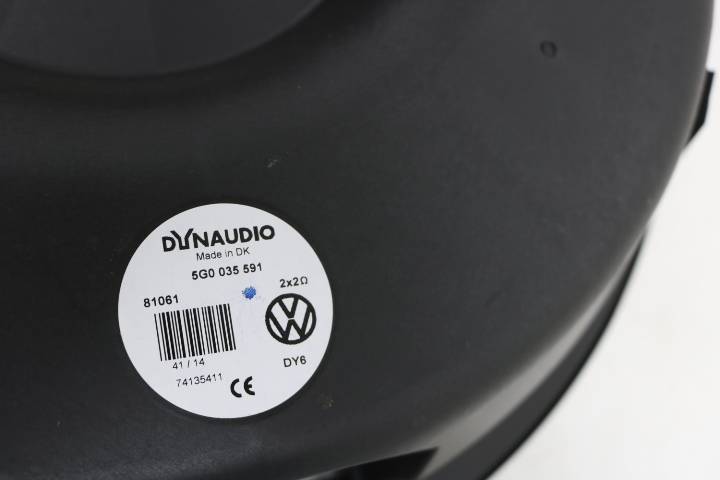 DYNAUDIO
Made in DK
5G0 035 591
81061
2x2Ω
41 / 14
DY6
74135411
CE